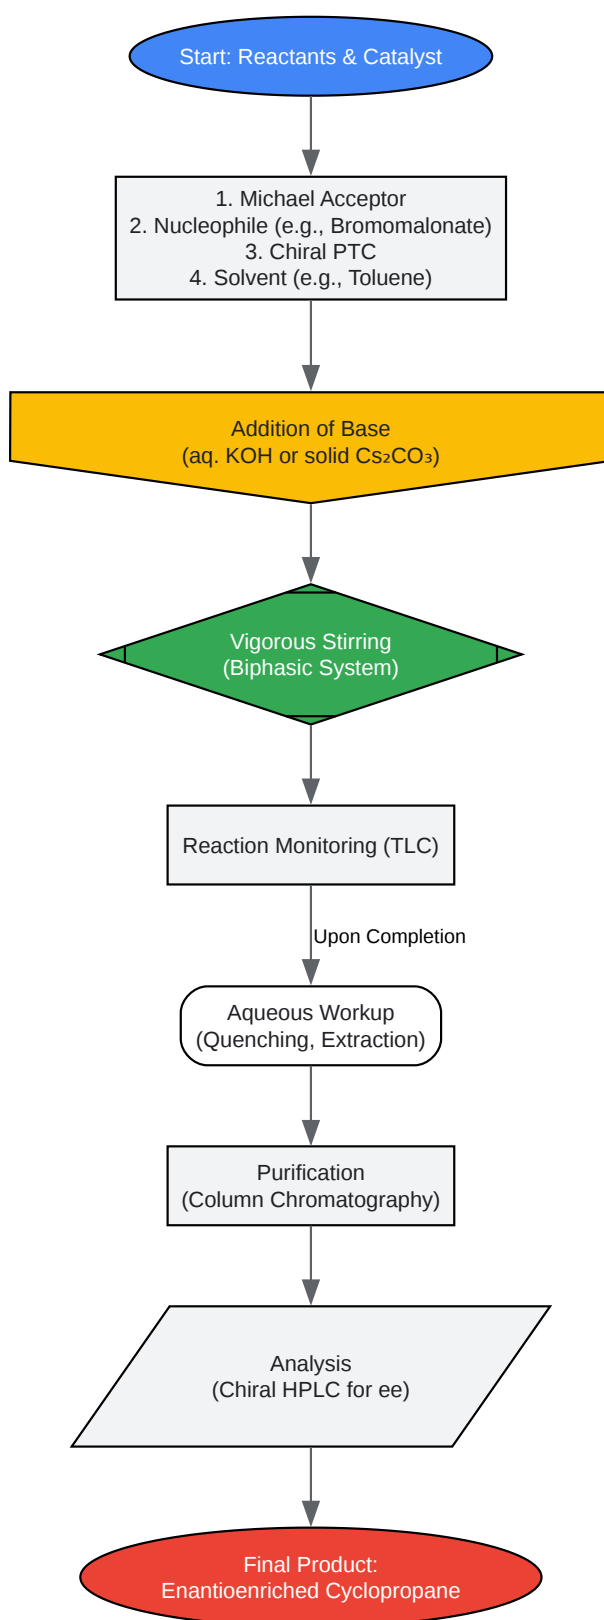 Start: Reactants & Catalyst
1. Michael Acceptor
2. Nucleophile (e.g., Bromomalonate)
3. Chiral PTC
4. Solvent (e.g., Toluene)
Addition of Base
(aq. KOH or solid Cs₂CO₃)
Vigorous Stirring
(Biphasic System)
Reaction Monitoring (TLC)
Upon Completion
Aqueous Workup
(Quenching, Extraction)
Purification
(Column Chromatography)
Analysis
(Chiral HPLC for ee)
Final Product:
Enantioenriched Cyclopropane